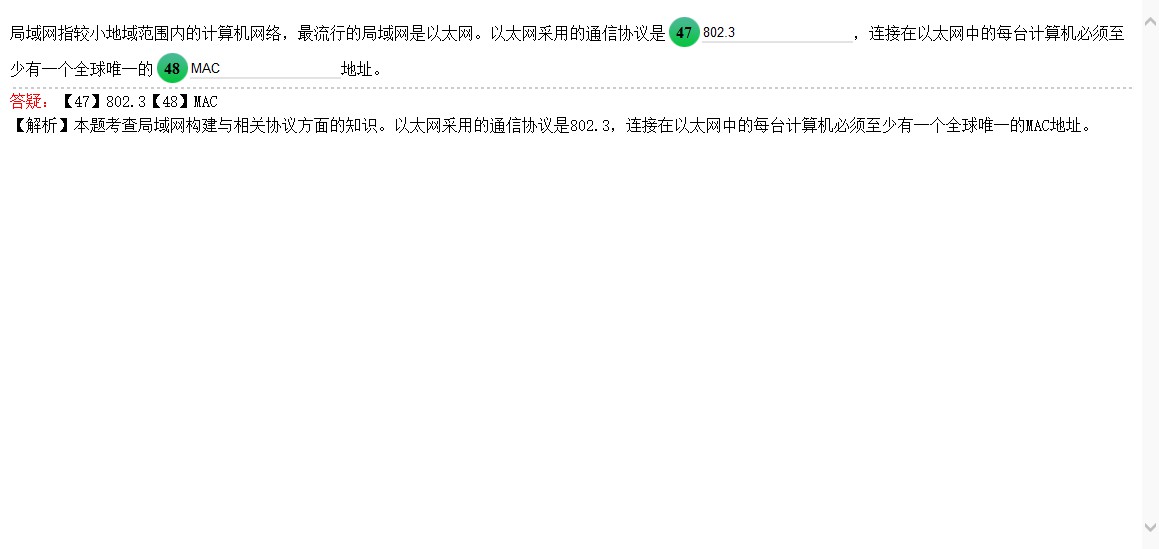 局域网指较小地域范围内的计算机网络，最流行的局域网是以太网。以太网采用的通信协议是 47 802.3 ，连接在以太网中的每台计算机必须至
少有一个全球唯一的 48 MAC 地址。
答疑：【47】802.3【48】MAC
【解析】本题考查局域网构建与相关协议方面的知识。以太网采用的通信协议是802.3，连接在以太网中的每台计算机必须至少有一个全球唯一的MAC地址。